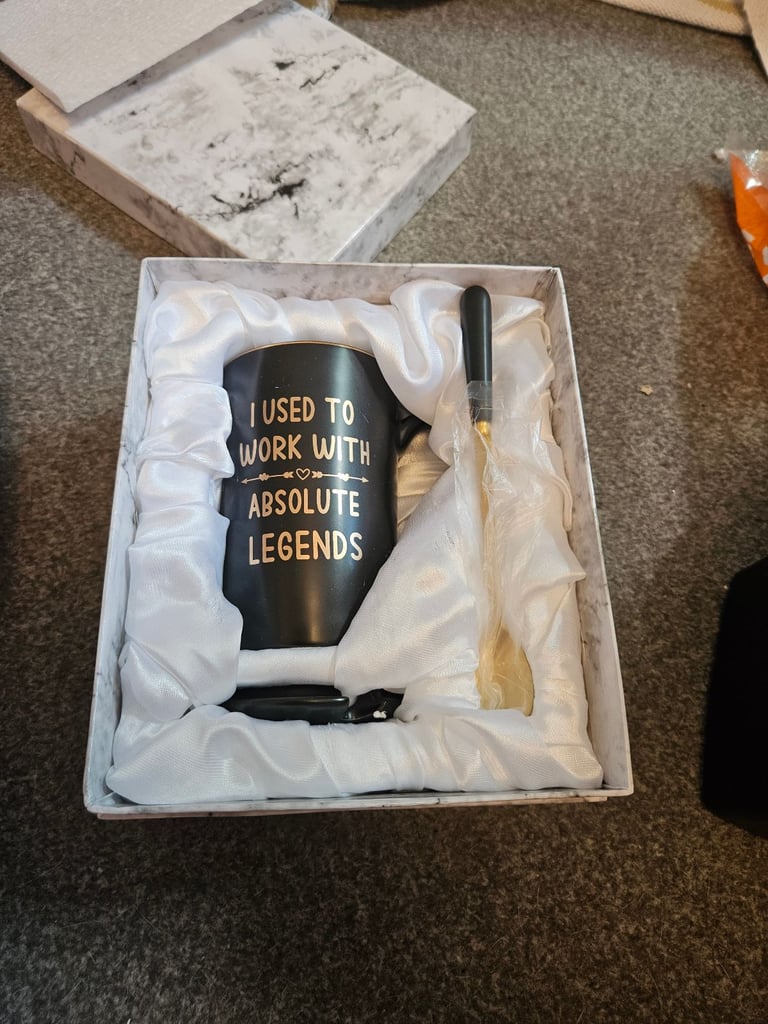 I USED TO
WORK WITH
ABSOLUTE
LEGENDS